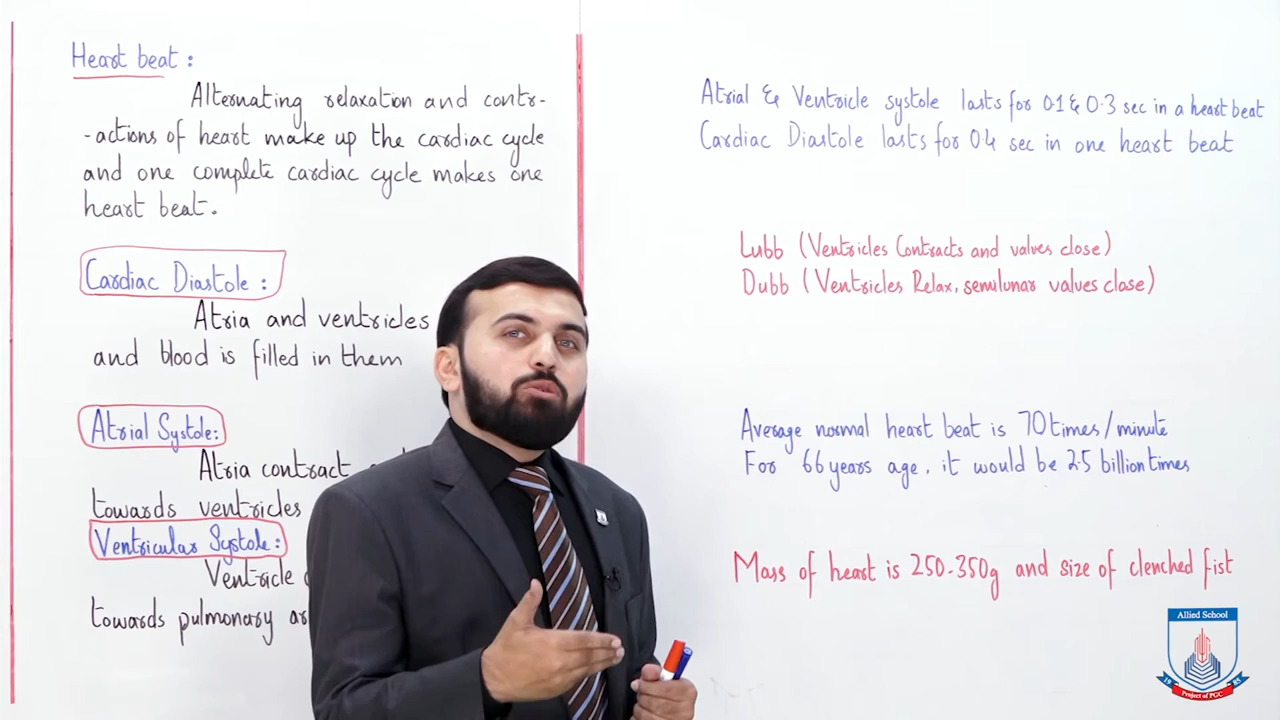 Heart beat :
Alternating relaxation and contr-
-actions of heart make up the cardiac cycle
and one complete cardiac cycle makes one
heart beat.
Cardiac Diastole :
Atria and ventricles
and blood is filled in them
Atrial Systole:
Atria contract
towards ventricles
Ventricular Systole:
Ventricle
towards pulmonary
Atrial & Ventricle systole lasts for 0.1 & 0.3 sec in a heart beat
Cardiac Diastole lasts for 0.4 sec in one heart beat
Lubb (Ventricles Contracts and valves close)
Dubb (Ventricles Relax, semilunar valves close)
Average normal heart beat is 70 times/minute
For 66 years age, it would be 2.5 billion times
Mass of heart is 250-350g and size of clenched fist
Allied School
19 85
Project of PGC